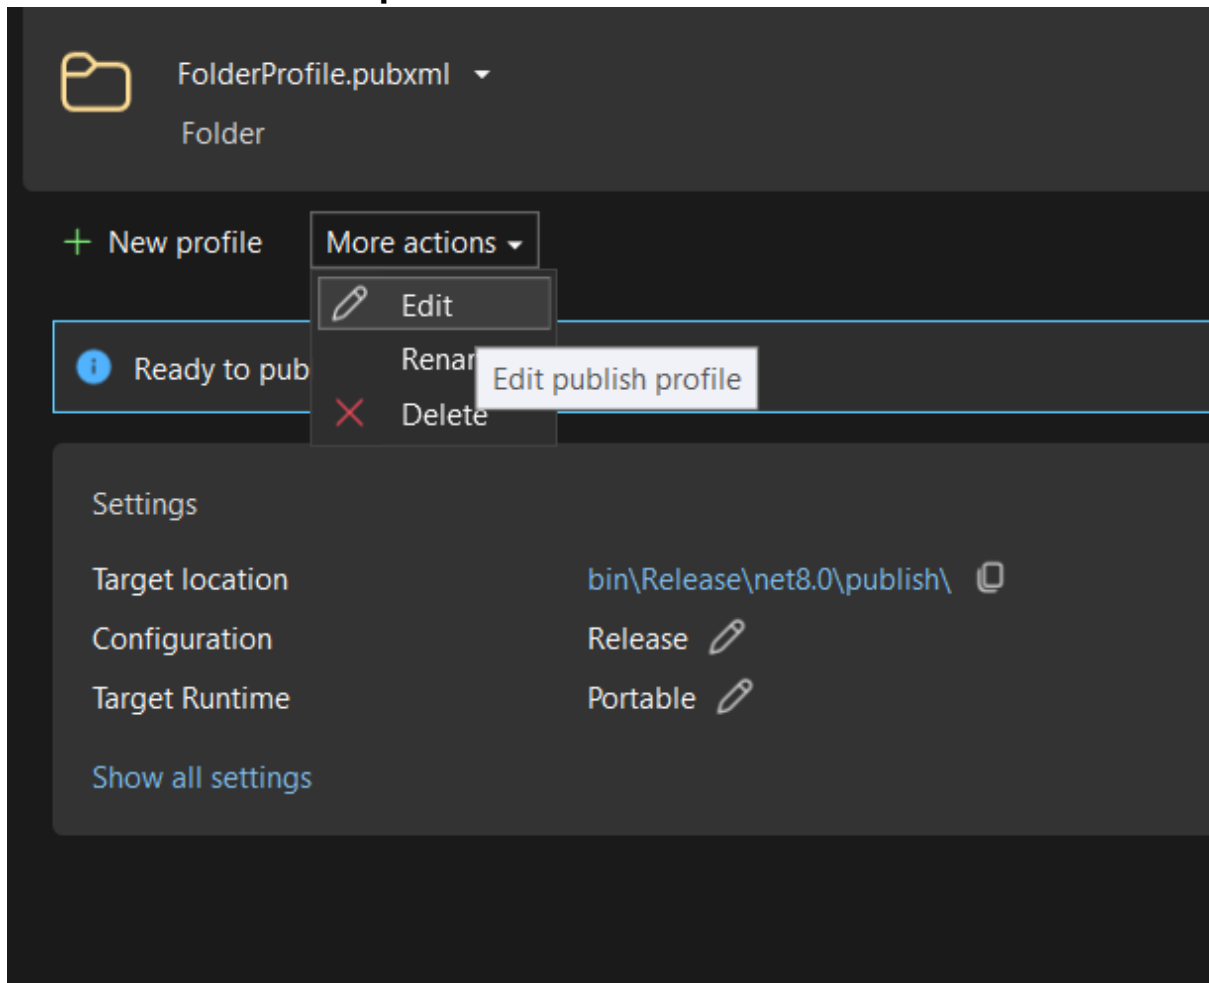 FolderProfile.pubxml
Folder
New profile More actions
Edit
Ready to pub
Edit publish profile
Delete
Settings
Target location bin\Release\net8.0\publish\
Configuration Release
Target Runtime Portable
Show all settings